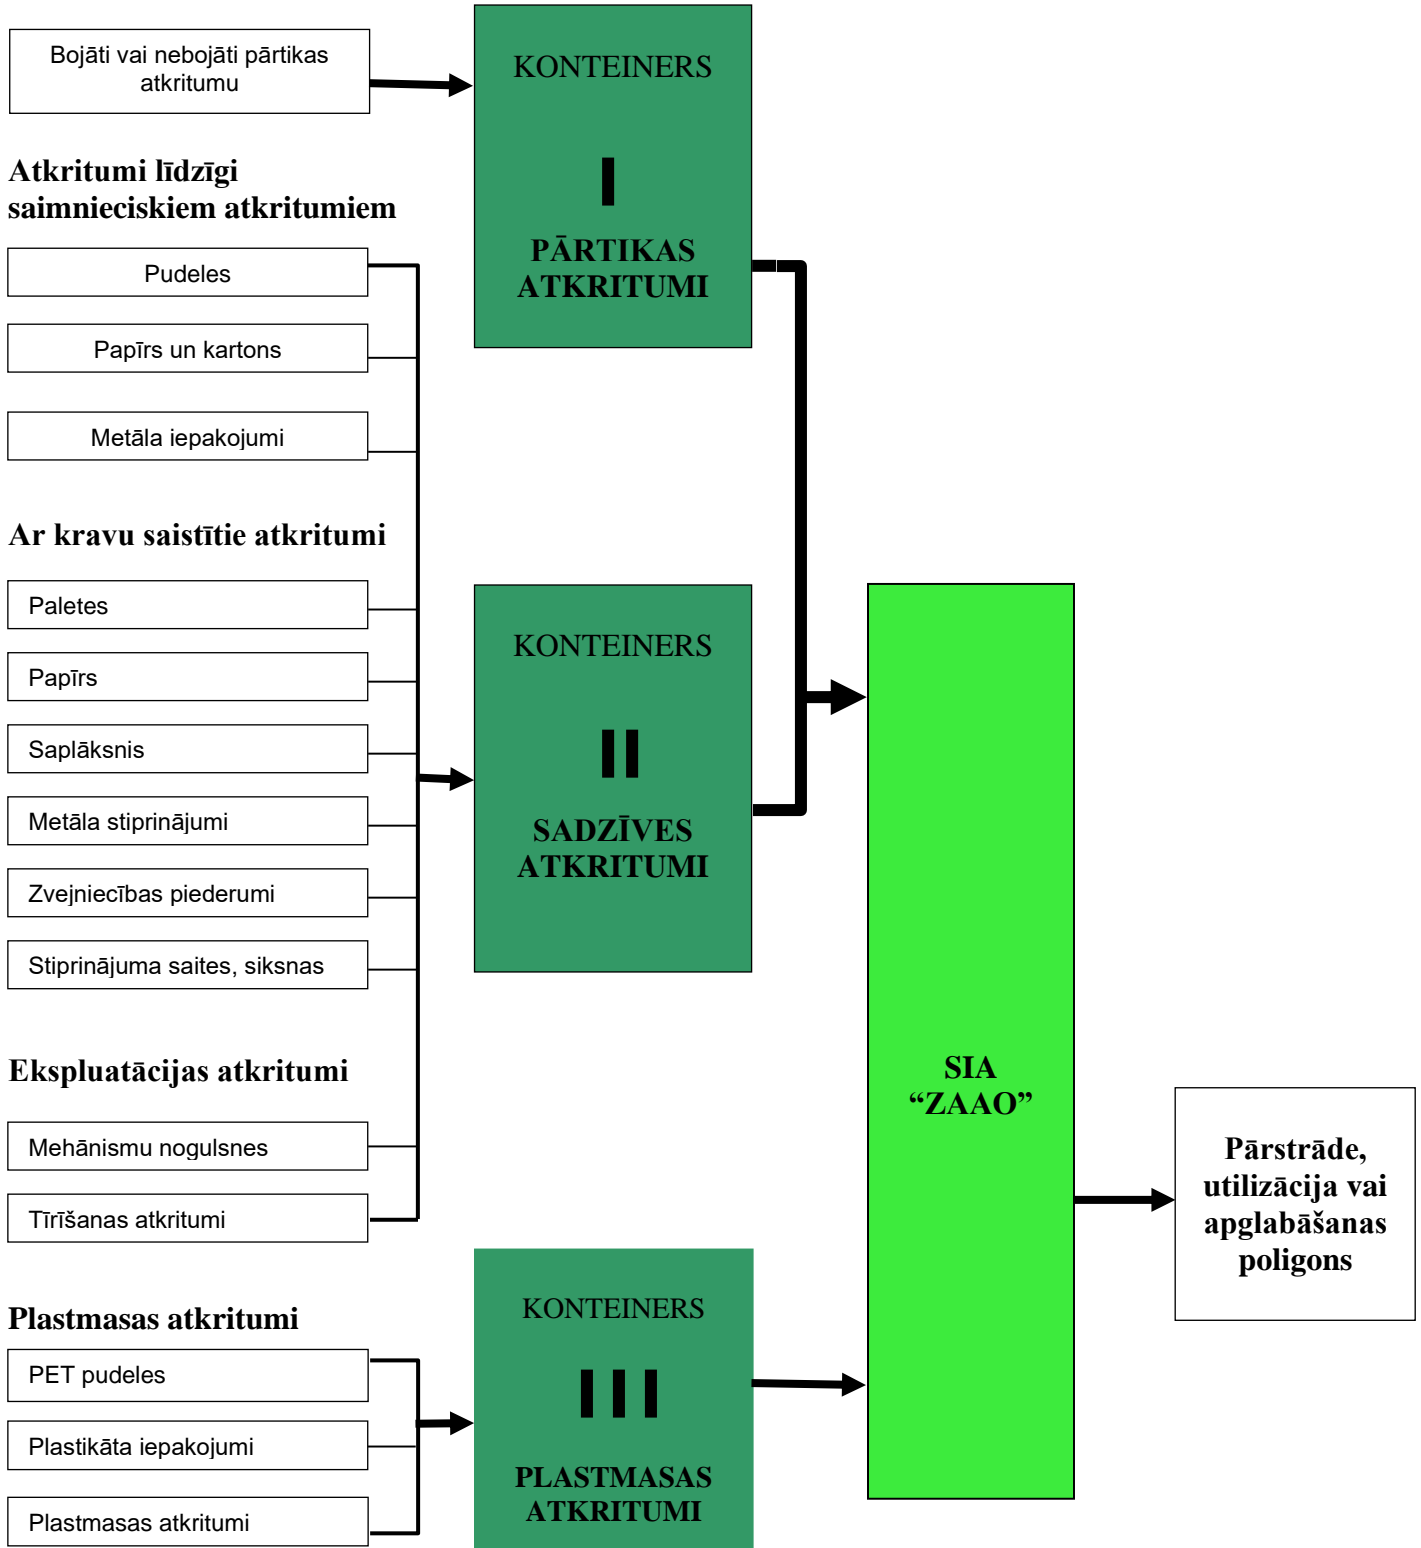 Bojāti vai nebojāti pārtikas
atkritumu
Atkritumi līdzīgi
saimnieciskiem atkritumiem
Pudeles
Papīrs un kartons
Metāla iepakojumi
Ar kravu saistītie atkritumi
Paletes
Papīrs
Saplāksnis
Metāla stiprinājumi
Zvejniecības piederumi
Stiprinājuma saites, siksnas
Ekspluatācijas atkritumi
Mehānismu nogulsnes
Tīrīšanas atkritumi
Plastmasas atkritumi
PET pudeles
Plastikāta iepakojumi
Plastmasas atkritumi
KONTEINERS
I
PĀRTIKAS
ATKRITUMI
KONTEINERS
II
SADZĪVES
ATKRITUMI
KONTEINERS
III
PLASTMASAS
ATKRITUMI
SIA
“ZAAO”
Pārstrāde,
utilizācija vai
apglabāšanas
poligons